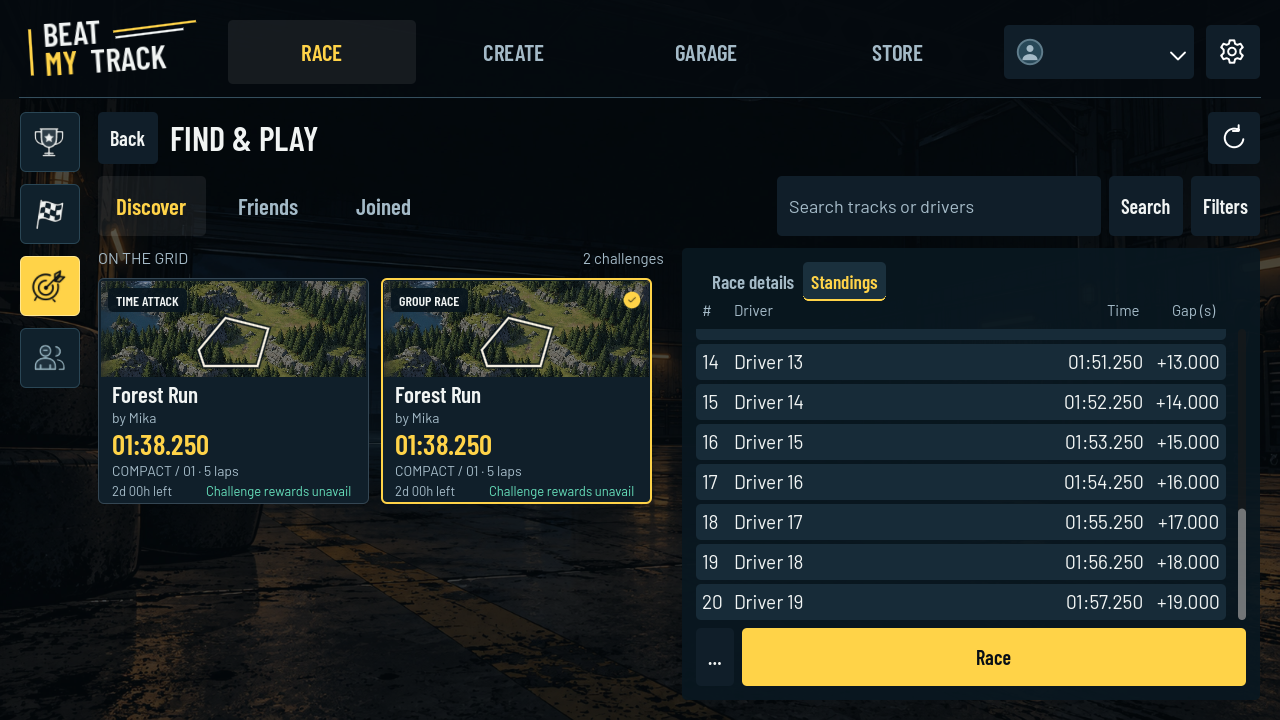 BEAT
MY TRACK
RACE
CREATE
GARAGE
STORE
Back
FIND & PLAY
Discover
Friends
Joined
Search tracks or drivers
Search
Filters
ON THE GRID
2 challenges
TIME ATTACK
Forest Run
by Mika
01:38.250
COMPACT / 01 · 5 laps
2d 00h left
Challenge rewards unavail
GROUP RACE
Forest Run
by Mika
01:38.250
COMPACT / 01 · 5 laps
2d 00h left
Challenge rewards unavail
Race details
Standings
# Driver Time Gap (s)
14 Driver 13 01:51.250 +13.000
15 Driver 14 01:52.250 +14.000
16 Driver 15 01:53.250 +15.000
17 Driver 16 01:54.250 +16.000
18 Driver 17 01:55.250 +17.000
19 Driver 18 01:56.250 +18.000
20 Driver 19 01:57.250 +19.000
...
Race